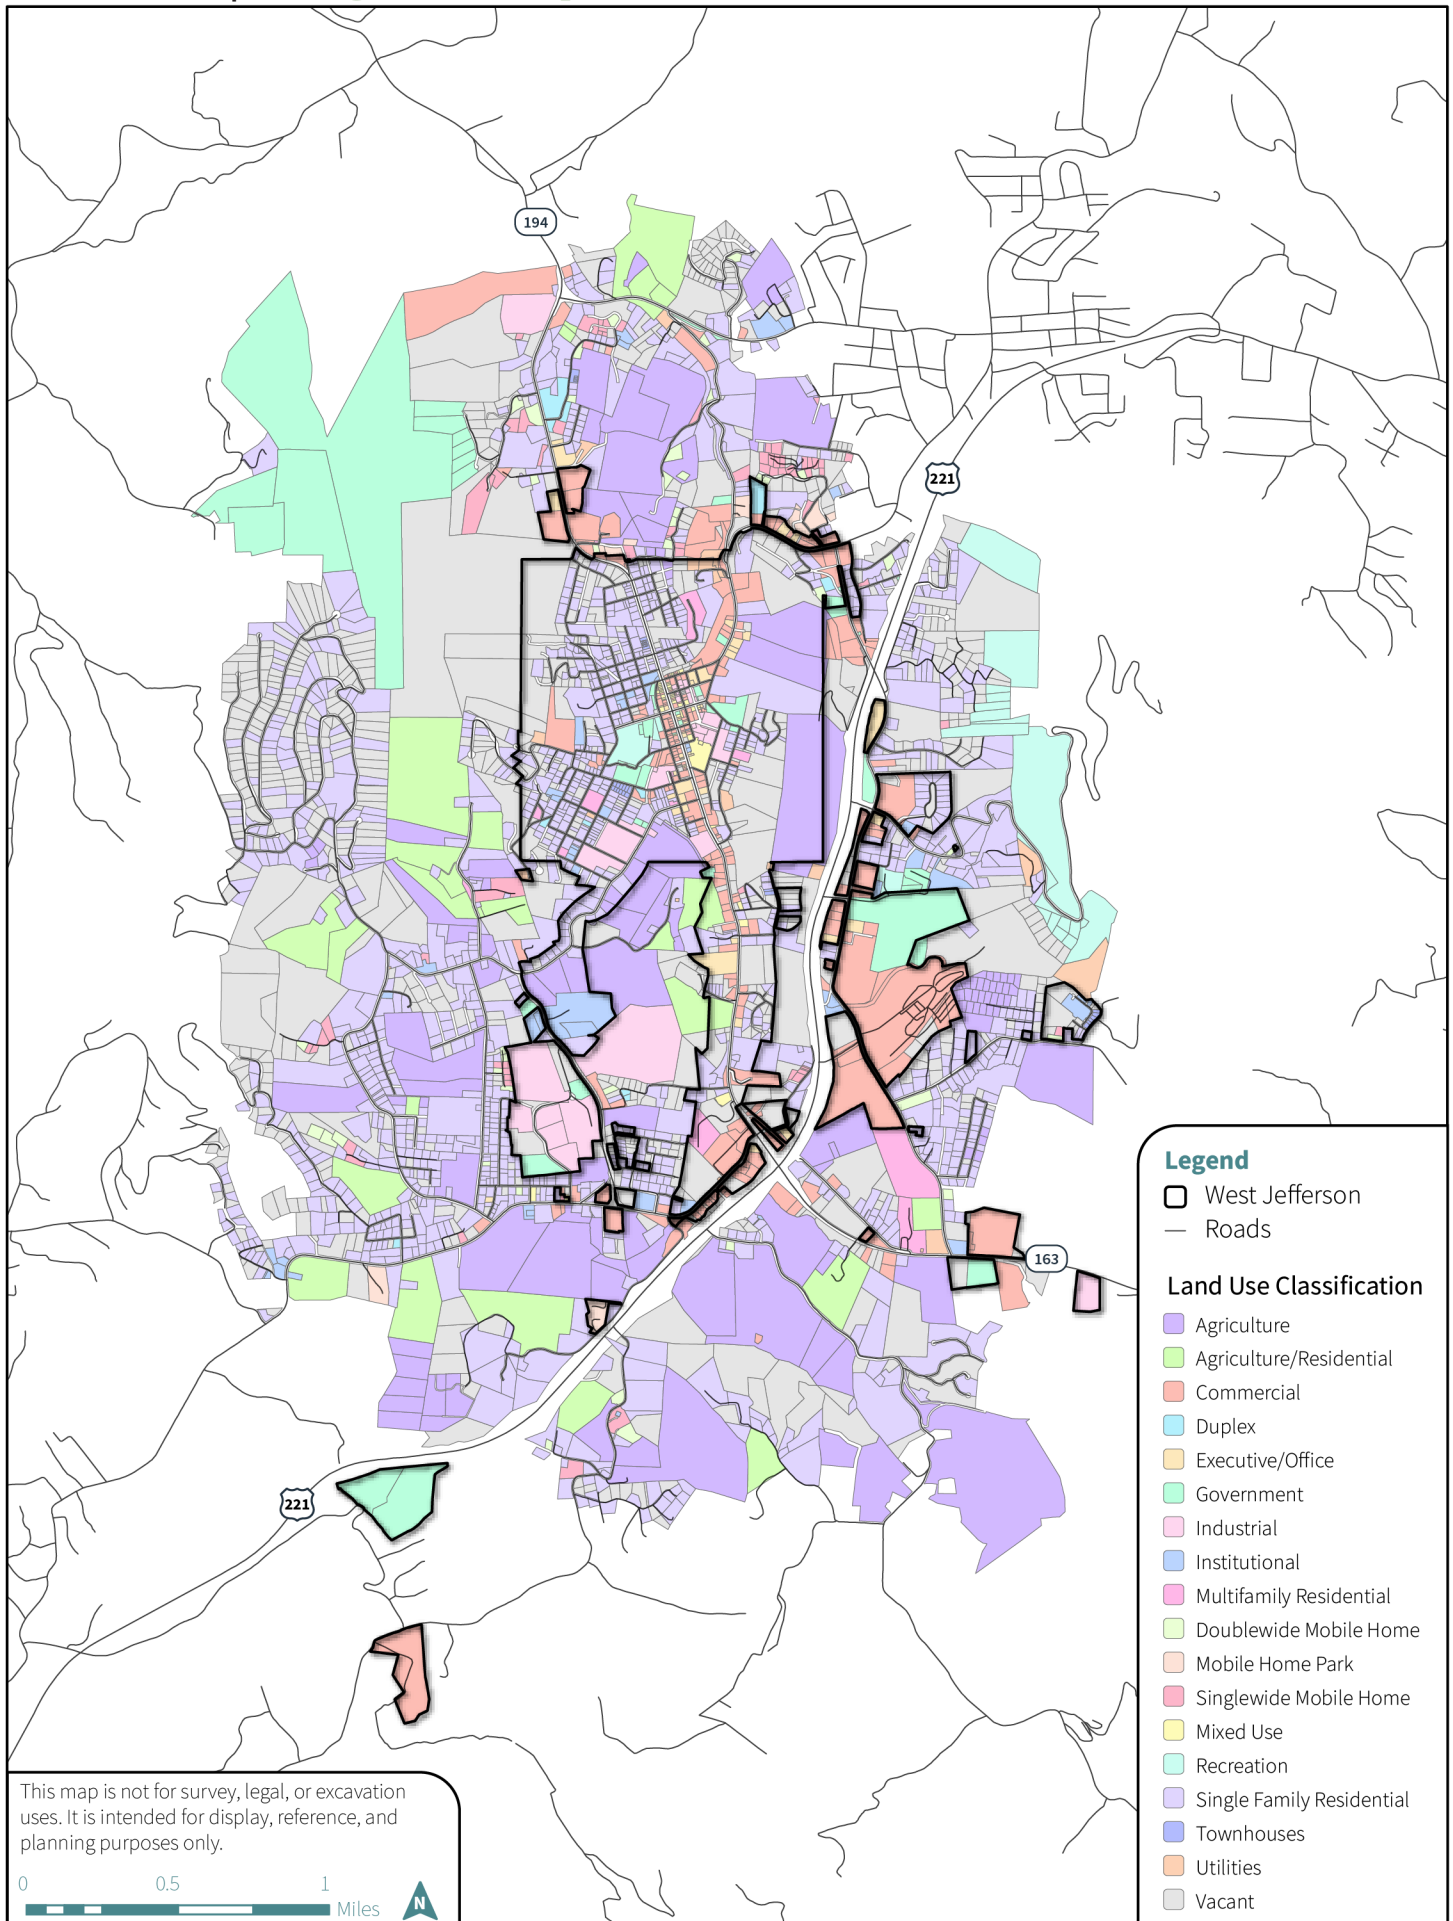 194
221
163
221
Legend
West Jefferson
Roads
Land Use Classification
Agriculture
Agriculture/Residential
Commercial
Duplex
Executive/Office
Government
Industrial
Institutional
Multifamily Residential
Doublewide Mobile Home
Mobile Home Park
Singlewide Mobile Home
Mixed Use
Recreation
Single Family Residential
Townhouses
Utilities
Vacant
This map is not for survey, legal, or excavation
uses. It is intended for display, reference, and
planning purposes only.
0 0.5 1
Miles
N